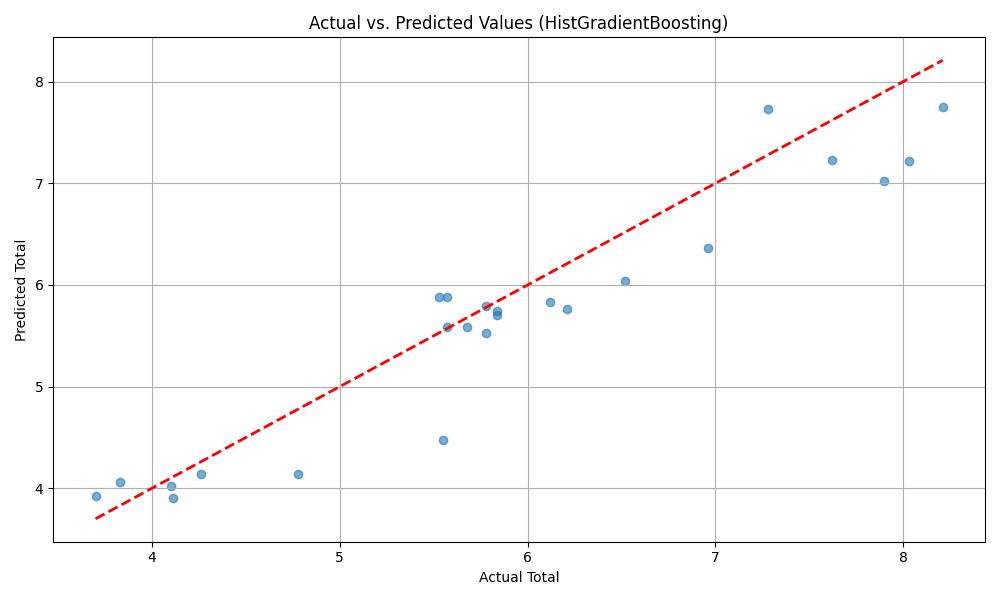 Actual vs. Predicted Values (HistGradientBoosting)
8
7
6
5
4
Predicted Total
4 5 6 7 8
Actual Total